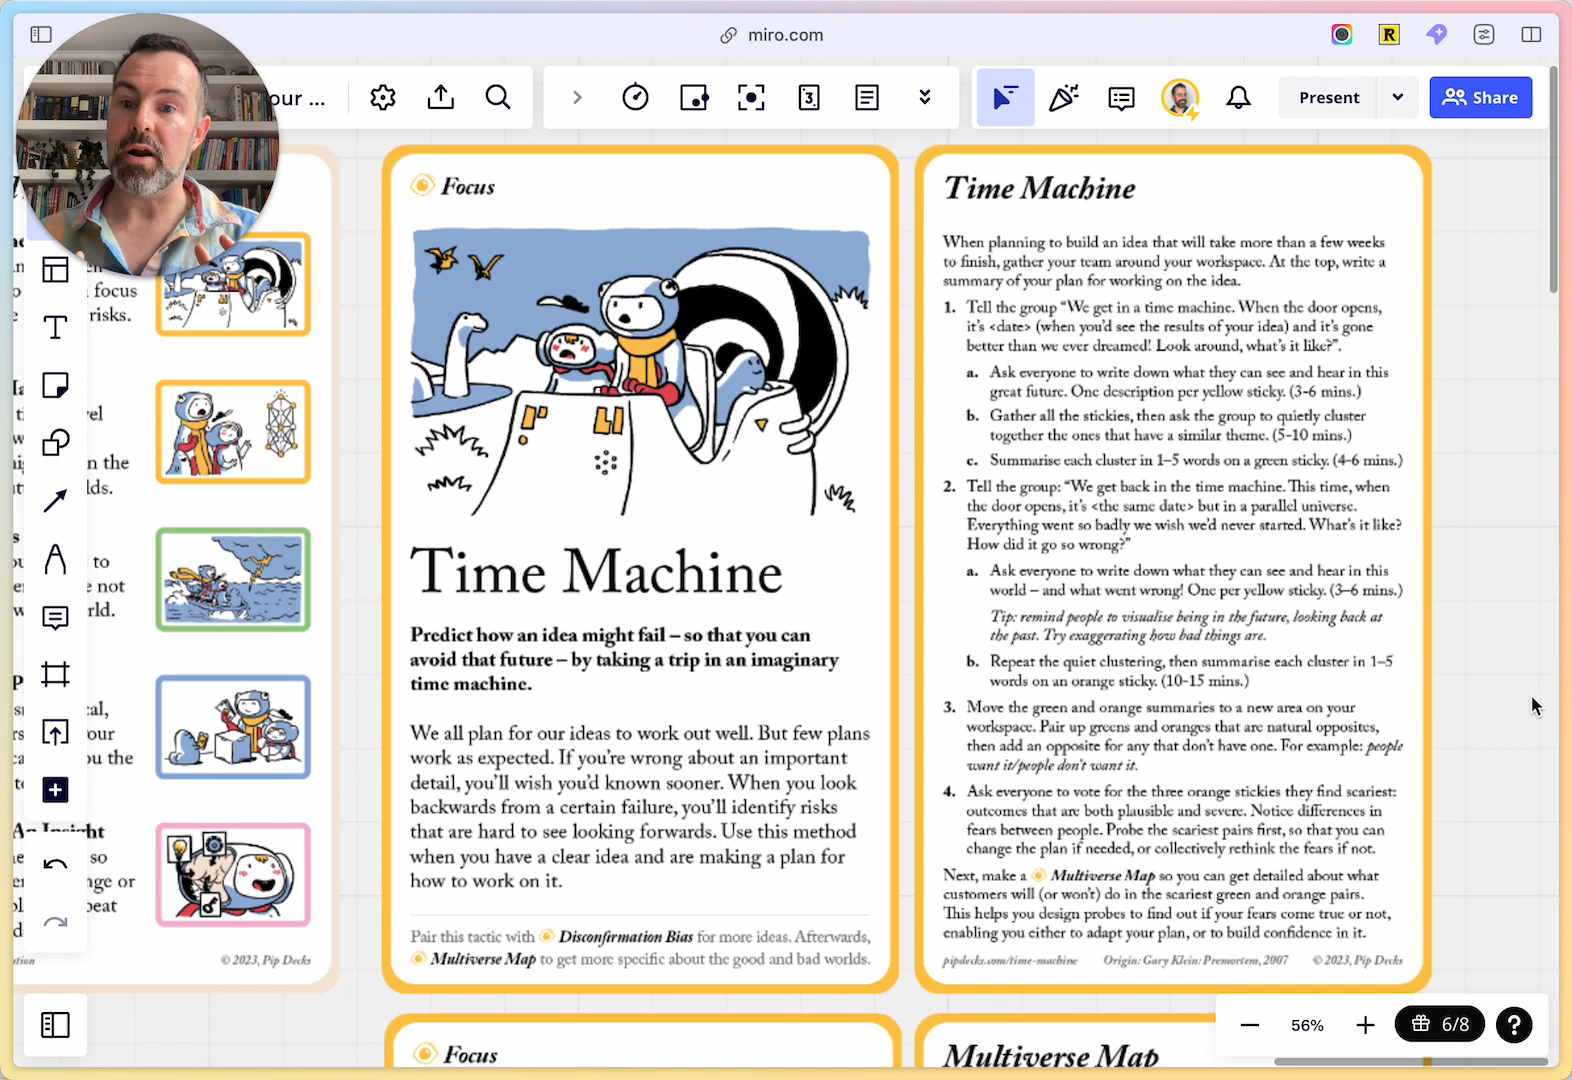 miro.com
our ...
3
Present
Share
focus
risks.
vel
n the
lds.
to
e not
rld.
cal,
our
ou the
An Insight
so
nge or
peat
© 2023, Pip Decks
Focus
Time Machine
Predict how an idea might fail – so that you can
avoid that future – by taking a trip in an imaginary
time machine.
We all plan for our ideas to work out well. But few plans
work as expected. If you're wrong about an important
detail, you'll wish you'd known sooner. When you look
backwards from a certain failure, you'll identify risks
that are hard to see looking forwards. Use this method
when you have a clear idea and are making a plan for
how to work on it.
Pair this tactic with Disconfirmation Bias for more ideas. Afterwards,
Multiverse Map to get more specific about the good and bad worlds.
Time Machine
When planning to build an idea that will take more than a few weeks
to finish, gather your team around your workspace. At the top, write a
summary of your plan for working on the idea.
1. Tell the group “We get in a time machine. When the door opens,
it's <date> (when you'd see the results of your idea) and it's gone
better than we ever dreamed! Look around, what's it like?”.
a. Ask everyone to write down what they can see and hear in this
great future. One description per yellow sticky. (3-6 mins.)
b. Gather all the stickies, then ask the group to quietly cluster
together the ones that have a similar theme. (5-10 mins.)
c. Summarise each cluster in 1–5 words on a green sticky. (4-6 mins.)
2. Tell the group: “We get back in the time machine. This time, when
the door opens, it's <the same date> but in a parallel universe.
Everything went so badly we wish we'd never started. What's it like?
How did it go so wrong?”
a. Ask everyone to write down what they can see and hear in this
world – and what went wrong! One per yellow sticky. (3–6 mins.)
Tip: remind people to visualise being in the future, looking back at
the past. Try exaggerating how bad things are.
b. Repeat the quiet clustering, then summarise each cluster in 1–5
words on an orange sticky. (10-15 mins.)
3. Move the green and orange summaries to a new area on your
workspace. Pair up greens and oranges that are natural opposites,
then add an opposite for any that don't have one. For example: people
want it/people don't want it.
4. Ask everyone to vote for the three orange stickies they find scariest:
outcomes that are both plausible and severe. Notice differences in
fears between people. Probe the scariest pairs first, so that you can
change the plan if needed, or collectively rethink the fears if not.
Next, make a Multiverse Map so you can get detailed about what
customers will (or won't) do in the scariest green and orange pairs.
This helps you design probes to find out if your fears come true or not,
enabling you either to adapt your plan, or to build confidence in it.
pipdecks.com/time-machine Origin: Gary Klein: Premortem, 2007 © 2023, Pip Decks
Focus
Multiverse Map
56%
6/8